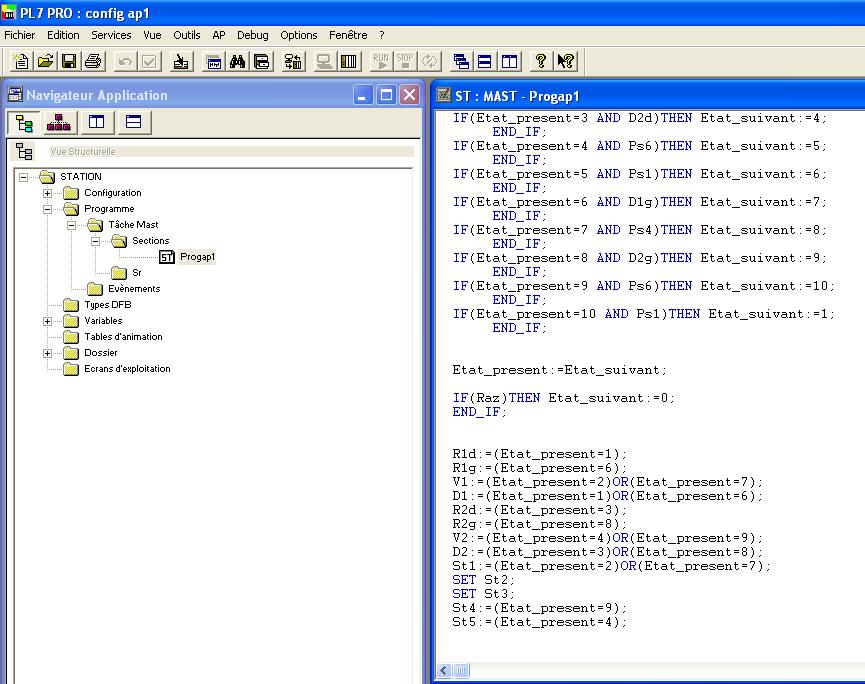 PL7 PRO : config ap1
Fichier Edition Services Vue Outils AP Debug Options Fenêtre ?
RUN STOP
Navigateur Application
Vue Structurelle
STATION
Configuration
Programme
Tâche Mast
Sections
ST Progap1
Sr
Evènements
Types DFB
Variables
Tables d'animation
Dossier
Ecrans d'exploitation
ST : MAST - Progap1
IF(Etat_present=3 AND D2d)THEN Etat_suivant:=4;
END_IF;
IF(Etat_present=4 AND Ps6)THEN Etat_suivant:=5;
END_IF;
IF(Etat_present=5 AND Ps1)THEN Etat_suivant:=6;
END_IF;
IF(Etat_present=6 AND D1g)THEN Etat_suivant:=7;
END_IF;
IF(Etat_present=7 AND Ps4)THEN Etat_suivant:=8;
END_IF;
IF(Etat_present=8 AND D2g)THEN Etat_suivant:=9;
END_IF;
IF(Etat_present=9 AND Ps6)THEN Etat_suivant:=10;
END_IF;
IF(Etat_present=10 AND Ps1)THEN Etat_suivant:=1;
END_IF;
Etat_present:=Etat_suivant;
IF(Raz)THEN Etat_suivant:=0;
END_IF;
R1d:=(Etat_present=1);
R1g:=(Etat_present=6);
V1:=(Etat_present=2)OR(Etat_present=7);
D1:=(Etat_present=1)OR(Etat_present=6);
R2d:=(Etat_present=3);
R2g:=(Etat_present=8);
V2:=(Etat_present=4)OR(Etat_present=9);
D2:=(Etat_present=3)OR(Etat_present=8);
St1:=(Etat_present=2)OR(Etat_present=7);
SET St2;
SET St3;
St4:=(Etat_present=9);
St5:=(Etat_present=4);